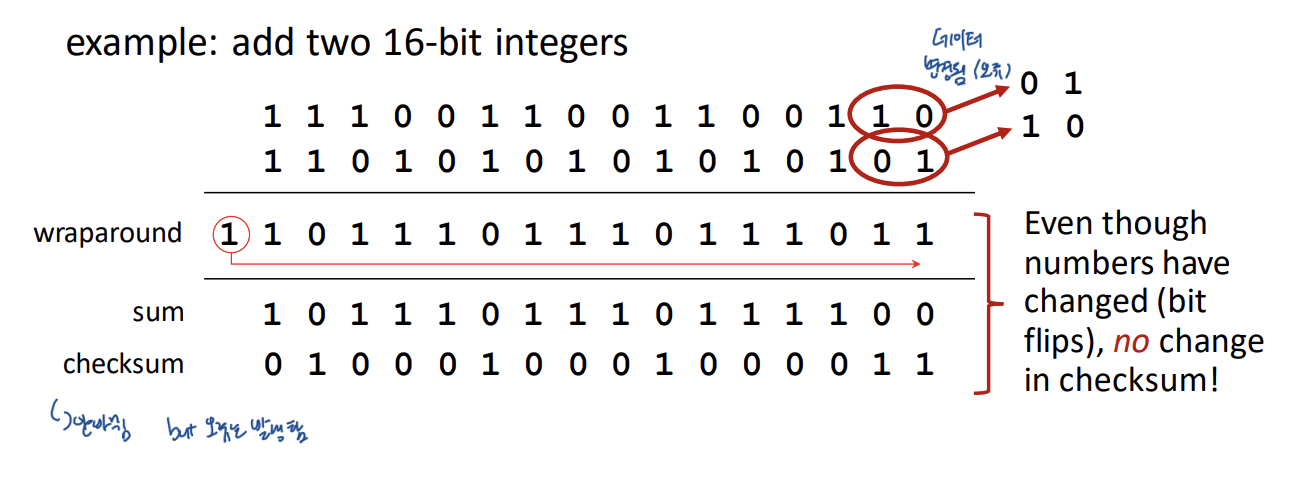 example: add two 16-bit integers
데이터
변경됨 (오류)
0 1
1 1 1 0 0 1 1 0 0 1 1 0 0 1 1 0
1 0
1 1 0 1 0 1 0 1 0 1 0 1 0 1 0 1
wraparound 1 1 0 1 1 1 0 1 1 1 0 1 1 1 0 1 1
sum 1 0 1 1 1 0 1 1 1 0 1 1 1 1 0 0
checksum 0 1 0 0 0 1 0 0 0 1 0 0 0 0 1 1
Even though
numbers have
changed (bit
flips), no change
in checksum!
안바뀜 but 오류는 발생함